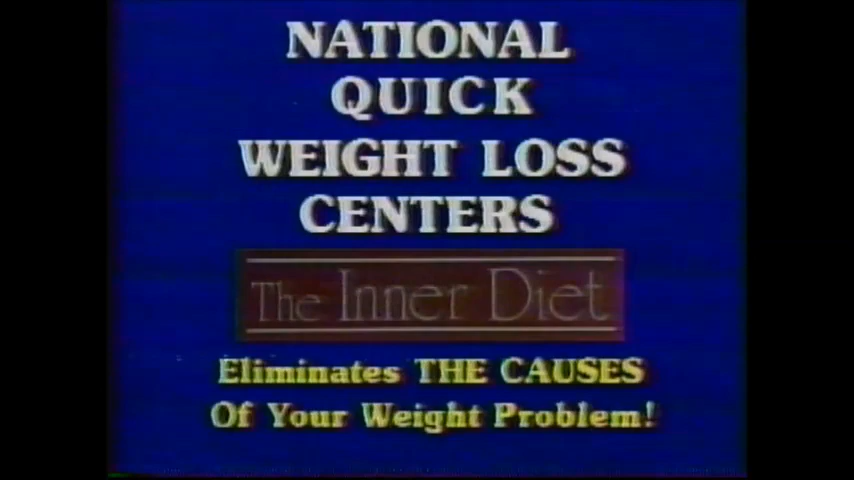 NATIONAL
QUICK
WEIGHT LOSS
CENTERS
The Inner Diet
Eliminates THE CAUSES
Of Your Weight Problem!